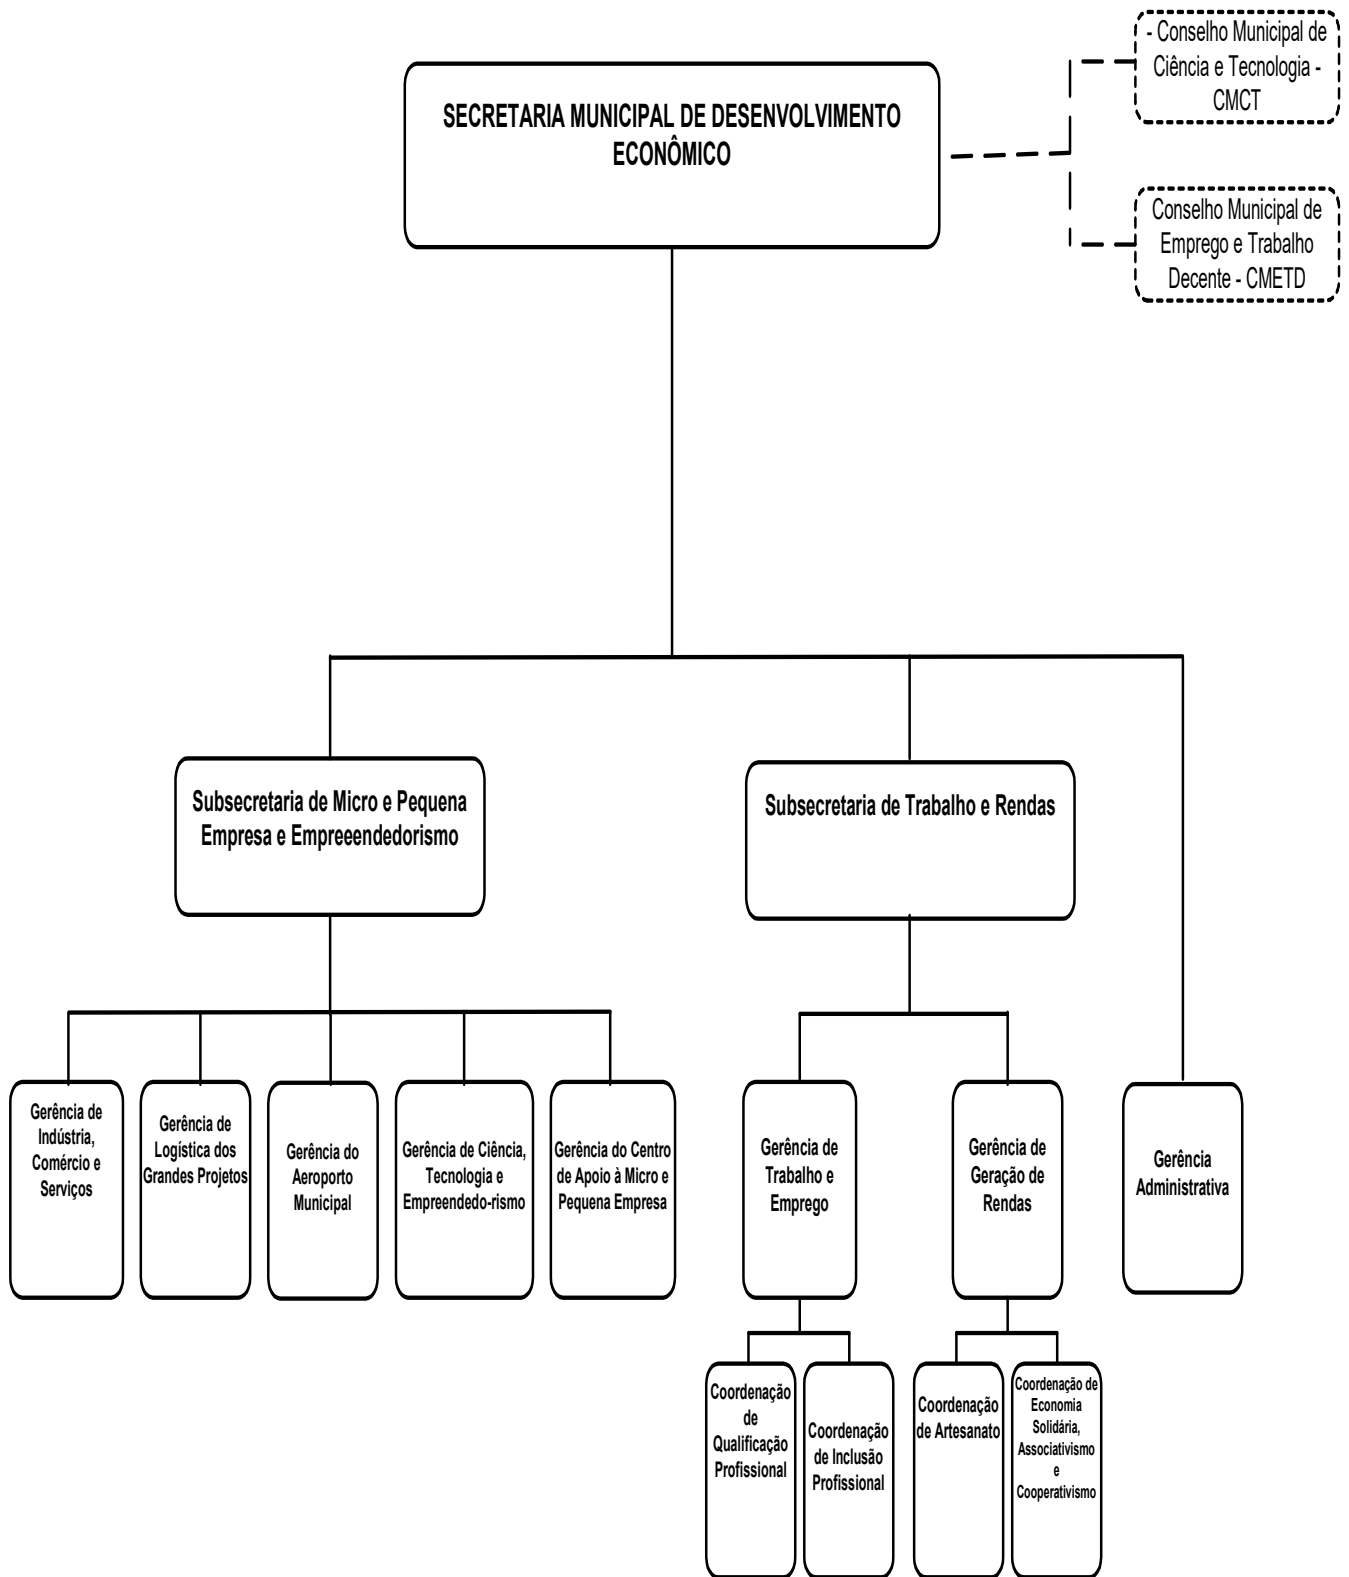 - Conselho Municipal de
Ciência e Tecnologia -
CMCT
SECRETARIA MUNICIPAL DE DESENVOLVIMENTO
ECONÔMICO
Conselho Municipal de
Emprego e Trabalho
Decente - CMETD
Subsecretaria de Micro e Pequena
Empresa e Empreeendedorismo
Subsecretaria de Trabalho e Rendas
Gerência de
Indústria,
Comércio e
Serviços
Gerência de
Logística dos
Grandes Projetos
Gerência do
Aeroporto
Municipal
Gerência de Ciência,
Tecnologia e
Empreendedo-rismo
Gerência do Centro
de Apoio à Micro e
Pequena Empresa
Gerência de
Trabalho e
Emprego
Gerência de
Geração de
Rendas
Gerência
Administrativa
Coordenação
de
Qualificação
Profissional
Coordenação
de Inclusão
Profissional
Coordenação
de Artesanato
Coordenação de
Economia
Solidária,
Associativismo
e
Cooperativismo